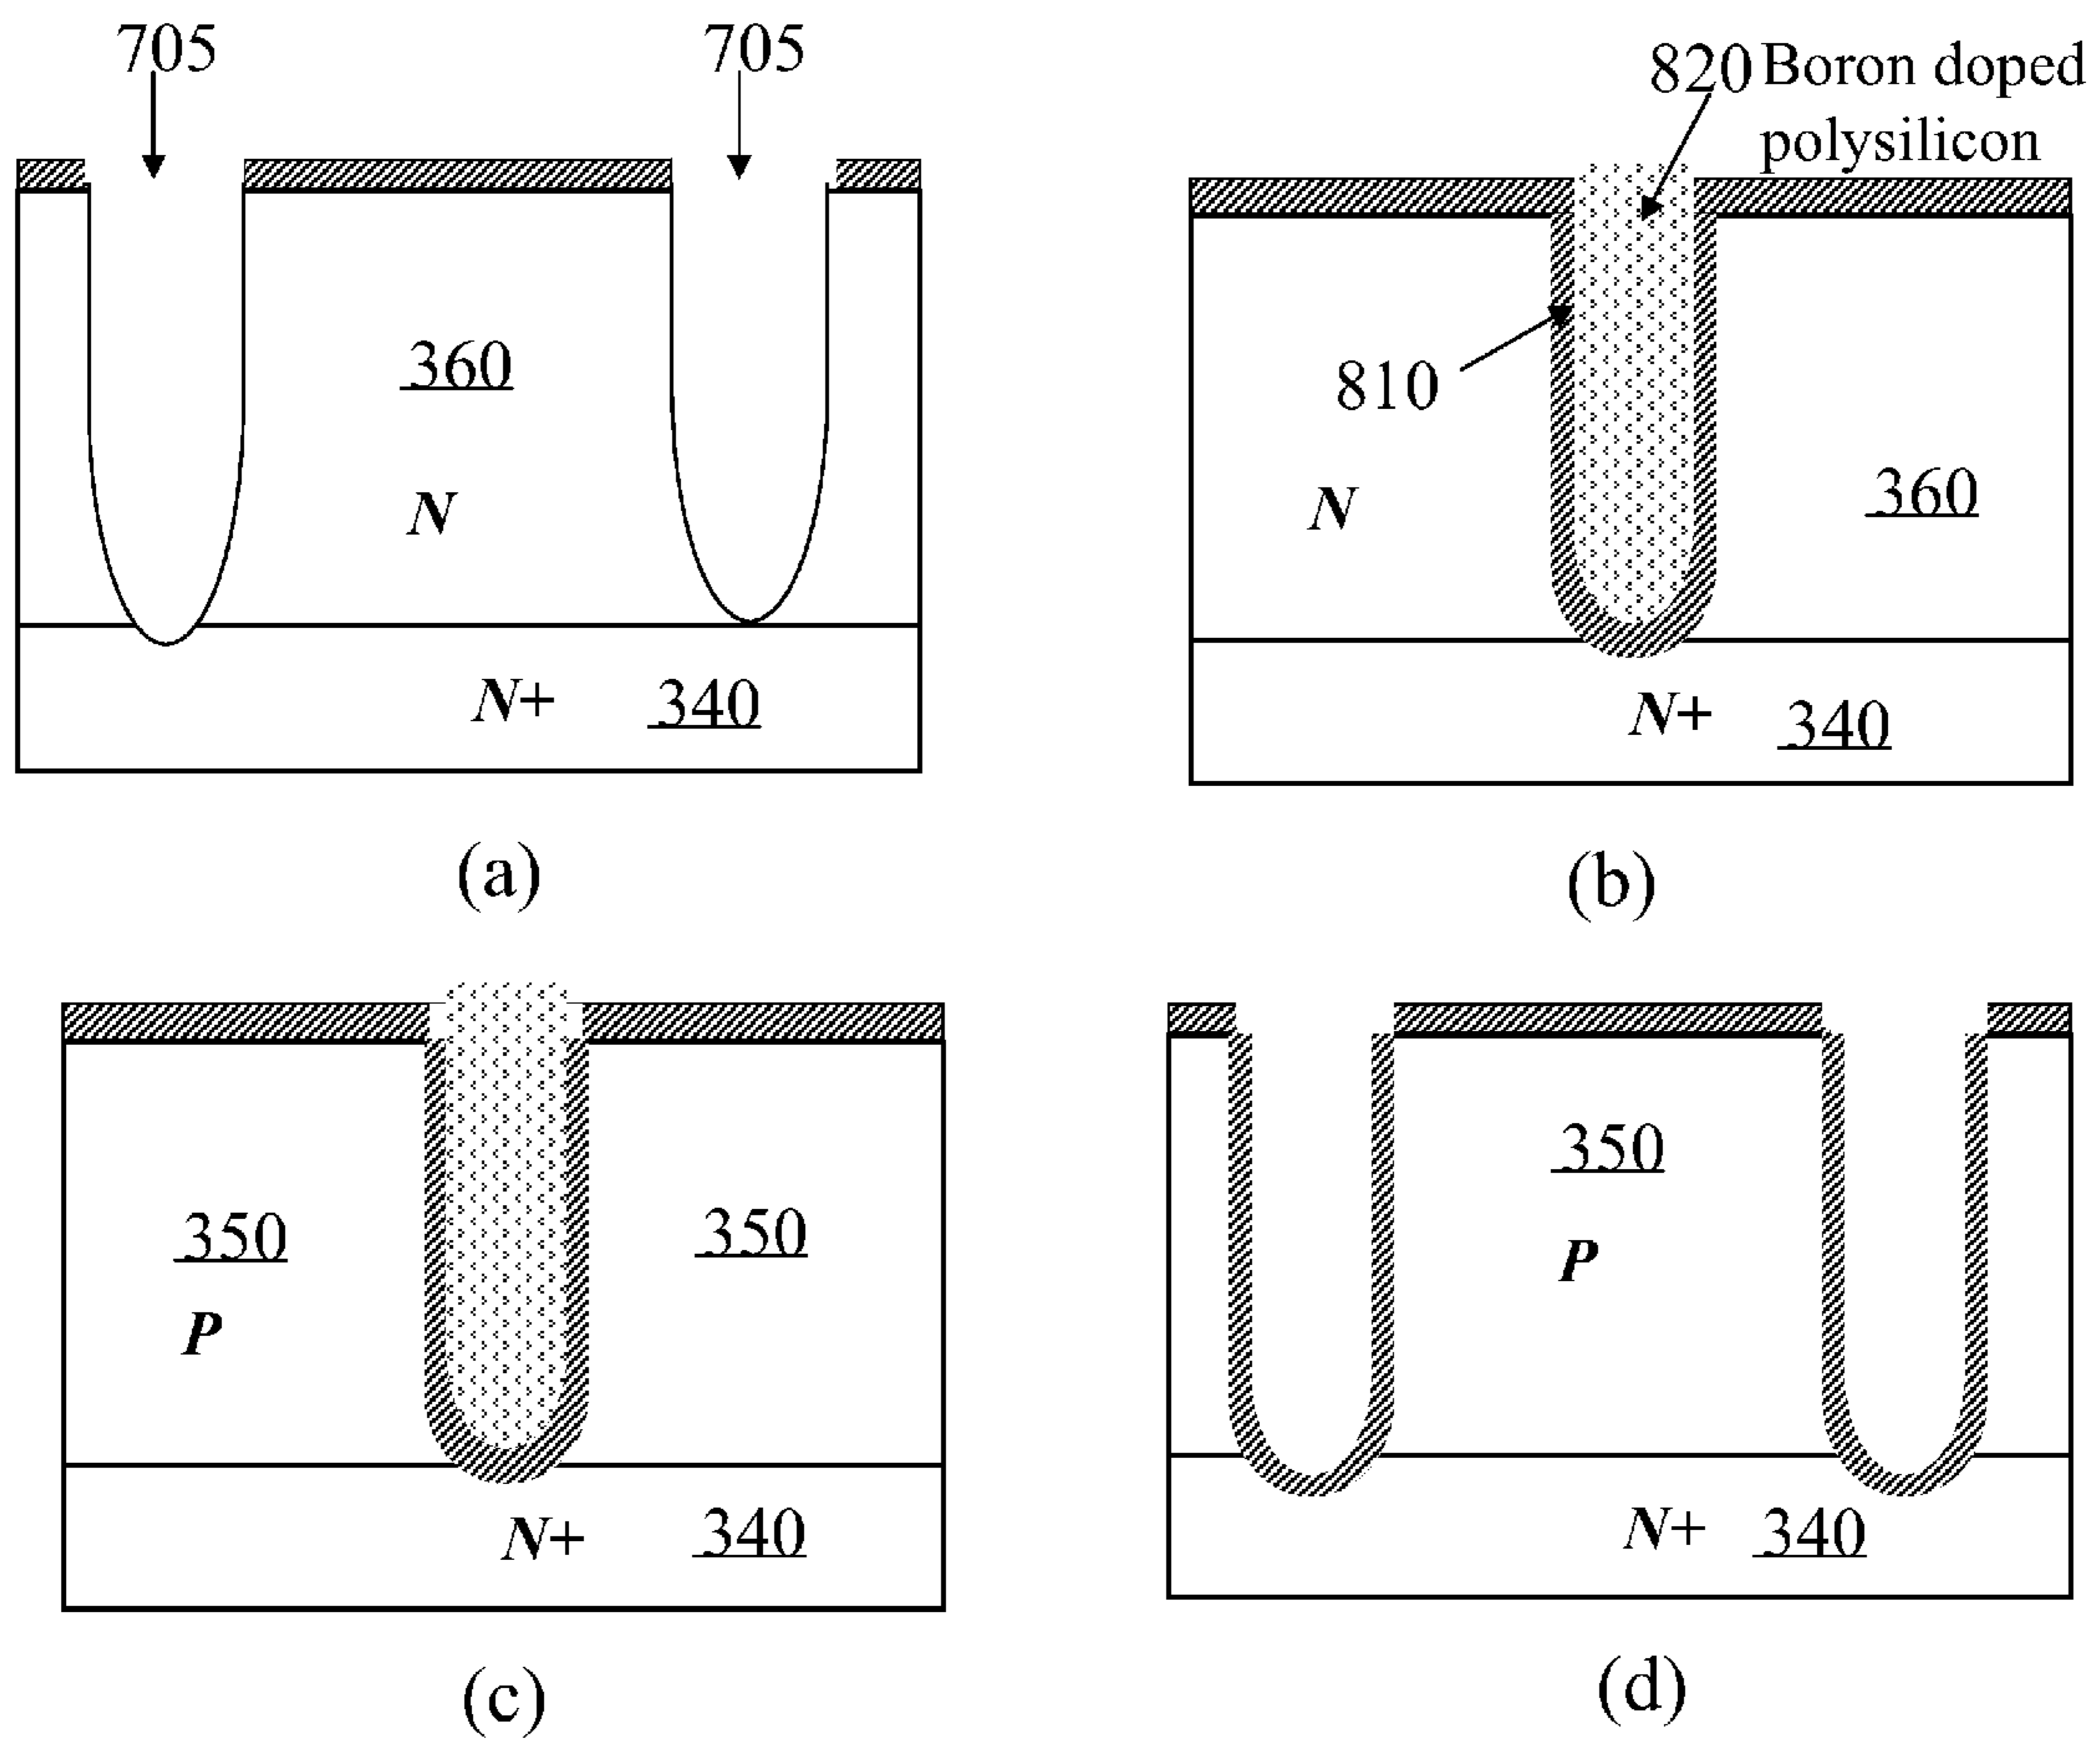 705
705
360
N
N+ 340
(a)
820 Boron doped
polysilicon
810
N
360
N+ 340
(b)
350
350
P
N+ 340
(c)
350
P
N+ 340
(d)